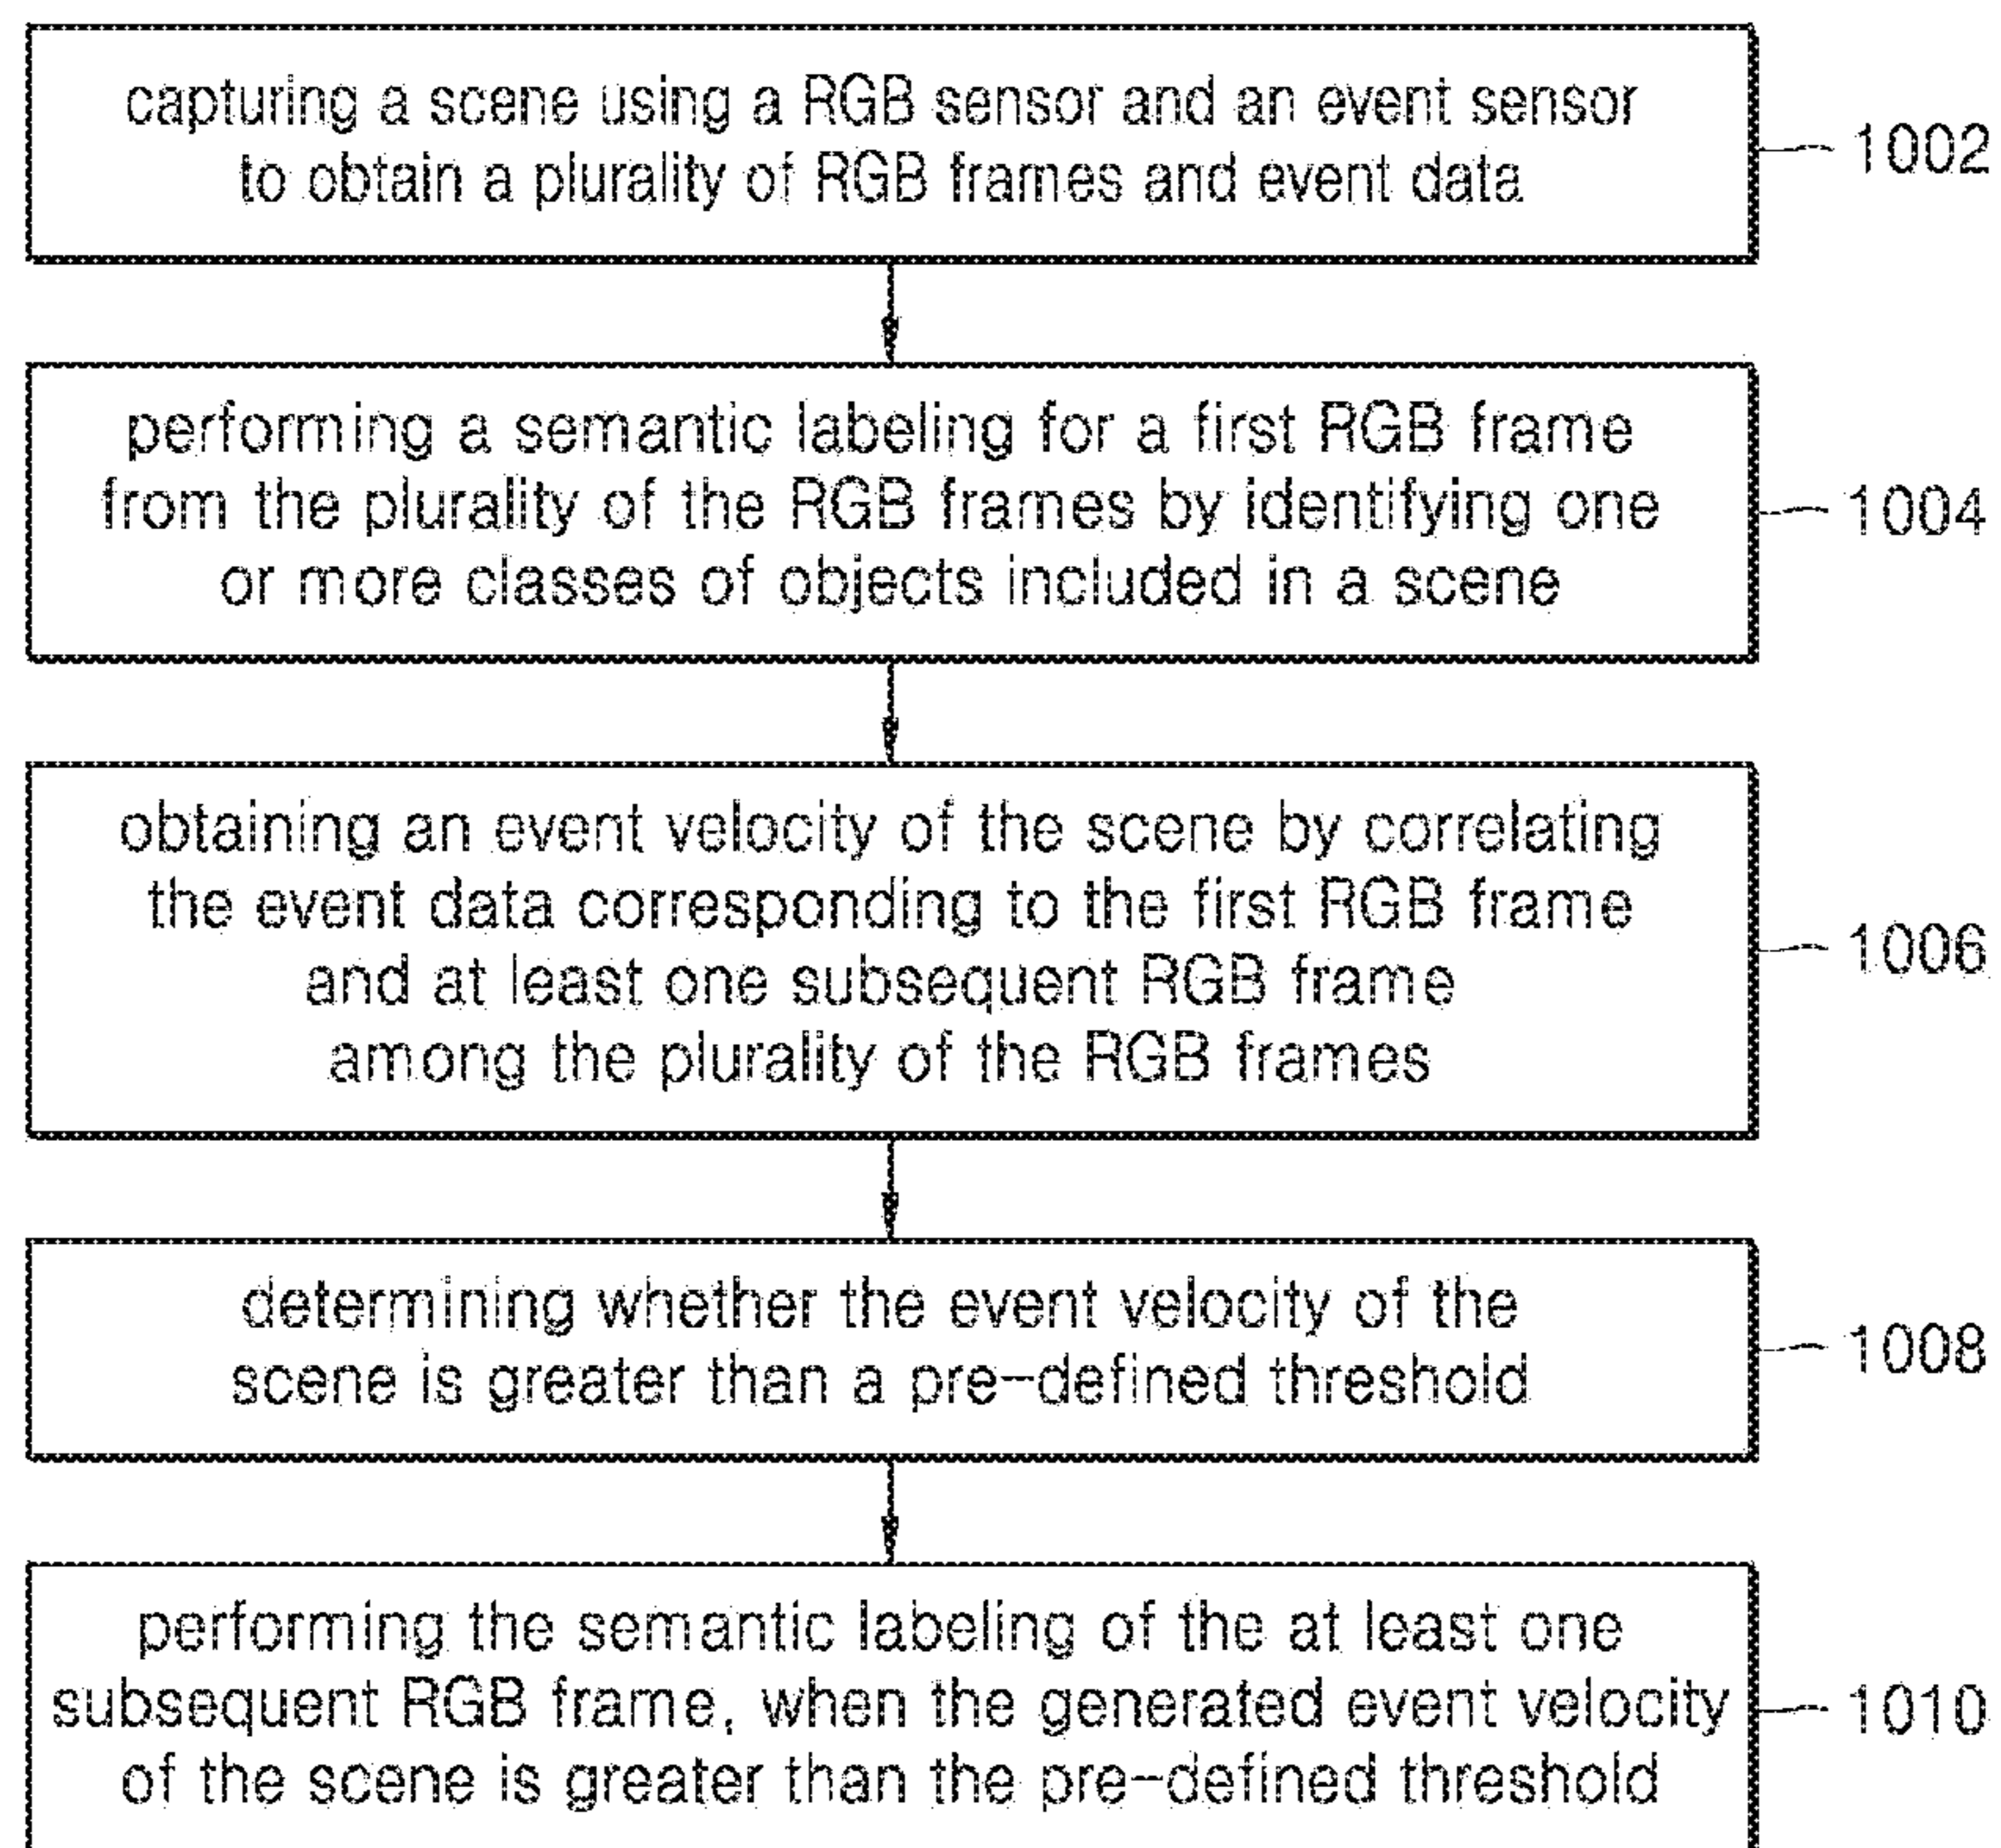 capturing a scene using a RGB sensor and an event sensor
to obtain a plurality of RGB frames and event data
1002
performing a semantic labeling for a first RGB frame
from the plurality of the RGB frames by identifying one
or more classes of objects included in a scene
1004
obtaining an event velocity of the scene by correlating
the event data corresponding to the first RGB frame
and at least one subsequent RGB frame
among the plurality of the RGB frames
1006
determining whether the event velocity of the
scene is greater than a pre-defined threshold
1008
performing the semantic labeling of the at least one
subsequent RGB frame, when the generated event velocity
of the scene is greater than the pre-defined threshold
1010